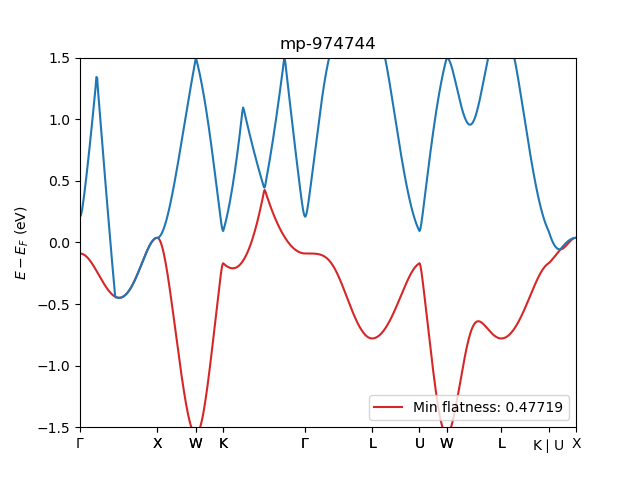 mp-974744
E − E_F (eV)
1.5
1.0
0.5
0.0
−0.5
−1.0
−1.5
Min flatness: 0.47719
Γ X W K Γ L U W L K | U X